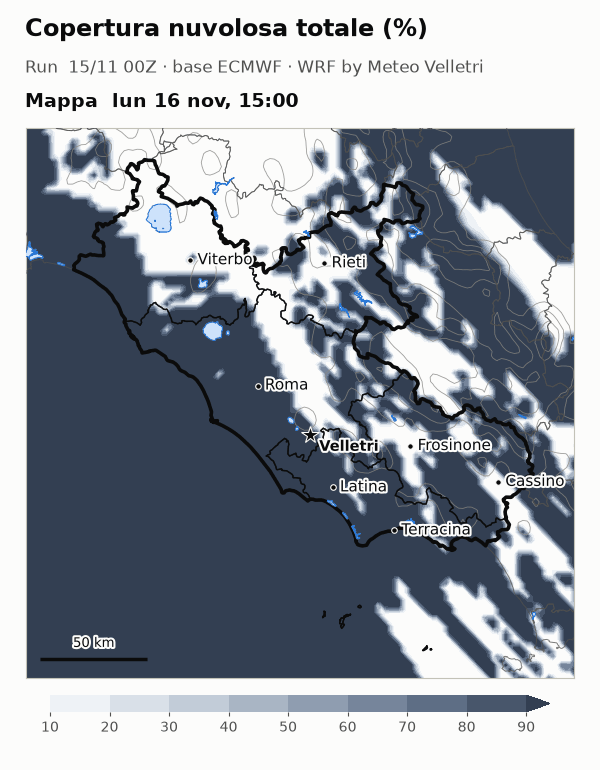 Copertura nuvolosa totale (%)
Run 15/11 00Z · base ECMWF · WRF by Meteo Velletri
Mappa lun 16 nov, 15:00
Viterbo
Rieti
Roma
Velletri
Frosinone
Cassino
Latina
Terracina
50 km
10 20 30 40 50 60 70 80 90